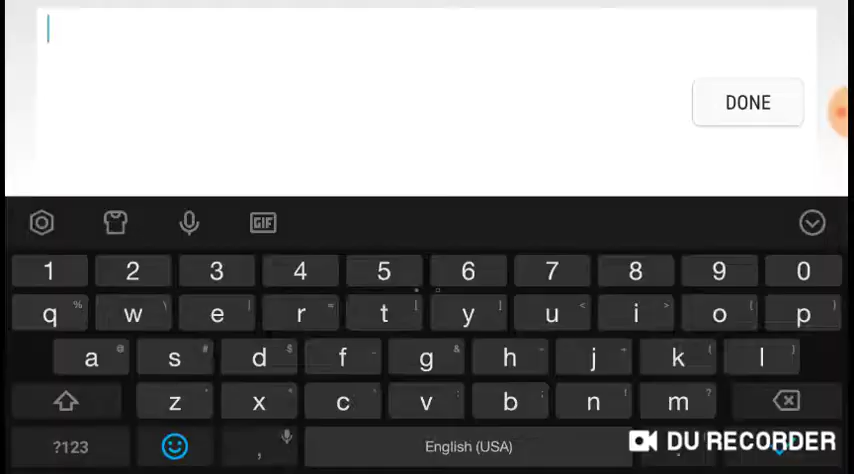 DONE
GIF
1 2 3 4 5 6 7 8 9 0
q w e r t y u i o p
a s d f g h j k l
z x c v b n m
?123 , English (USA) DU RECORDER